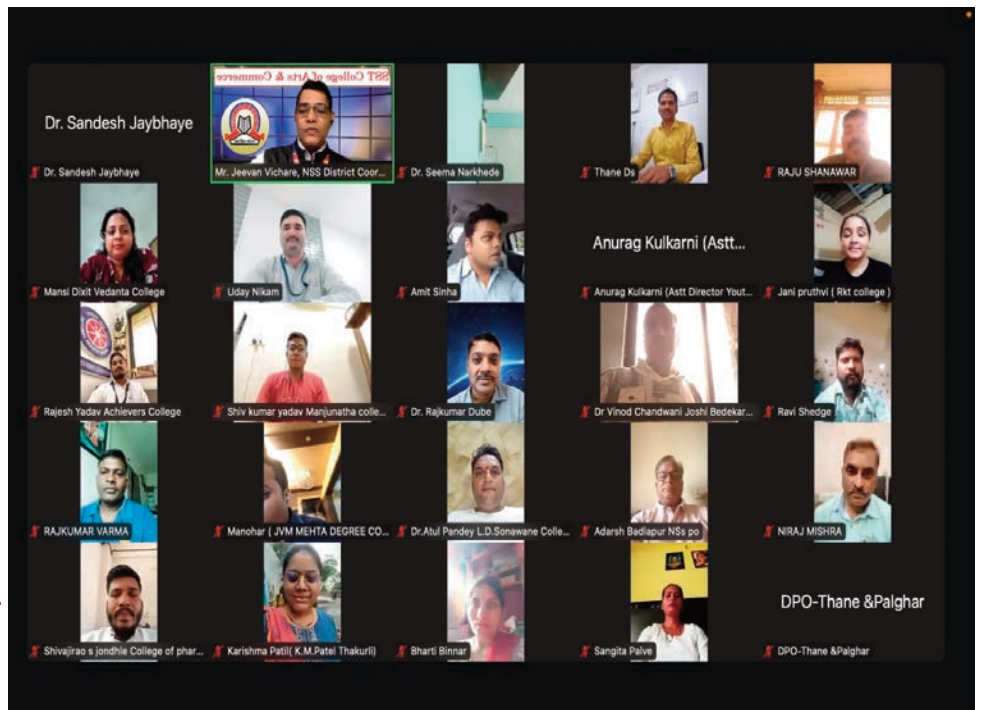 SST College of Arts & Commerce
Dr. Sandesh Jaybhaye
Dr. Sandesh Jaybhaye
Mr. Jeevan Vichare, NSS District Coor...
Dr. Seema Narkhede
Thane Ds
RAJU SHANAWAR
Anurag Kulkarni (Astt...
Mansi Dixit Vedanta College
Uday Nikam
Amit Sinha
Anurag Kulkarni (Astt Director Yout...
Jani pruthvi ( Rkt college )
Rajesh Yadav Achievers College
Shiv kumar yadav Manjunatha colle...
Dr. Rajkumar Dube
Dr Vinod Chandwani Joshi Bedekar...
Ravi Shedge
RAJKUMAR VARMA
Manohar ( JVM MEHTA DEGREE CO...
Dr.Atul Pandey L.D.Sonawane Colle...
Adarsh Badlapur NSs po
NIRAJ MISHRA
DPO-Thane &Palghar
Shivajirao s jondhle College of phar...
Karishma Patil( K.M.Patel Thakurli)
Bharti Binnar
Sangita Palve
DPO-Thane &Palghar